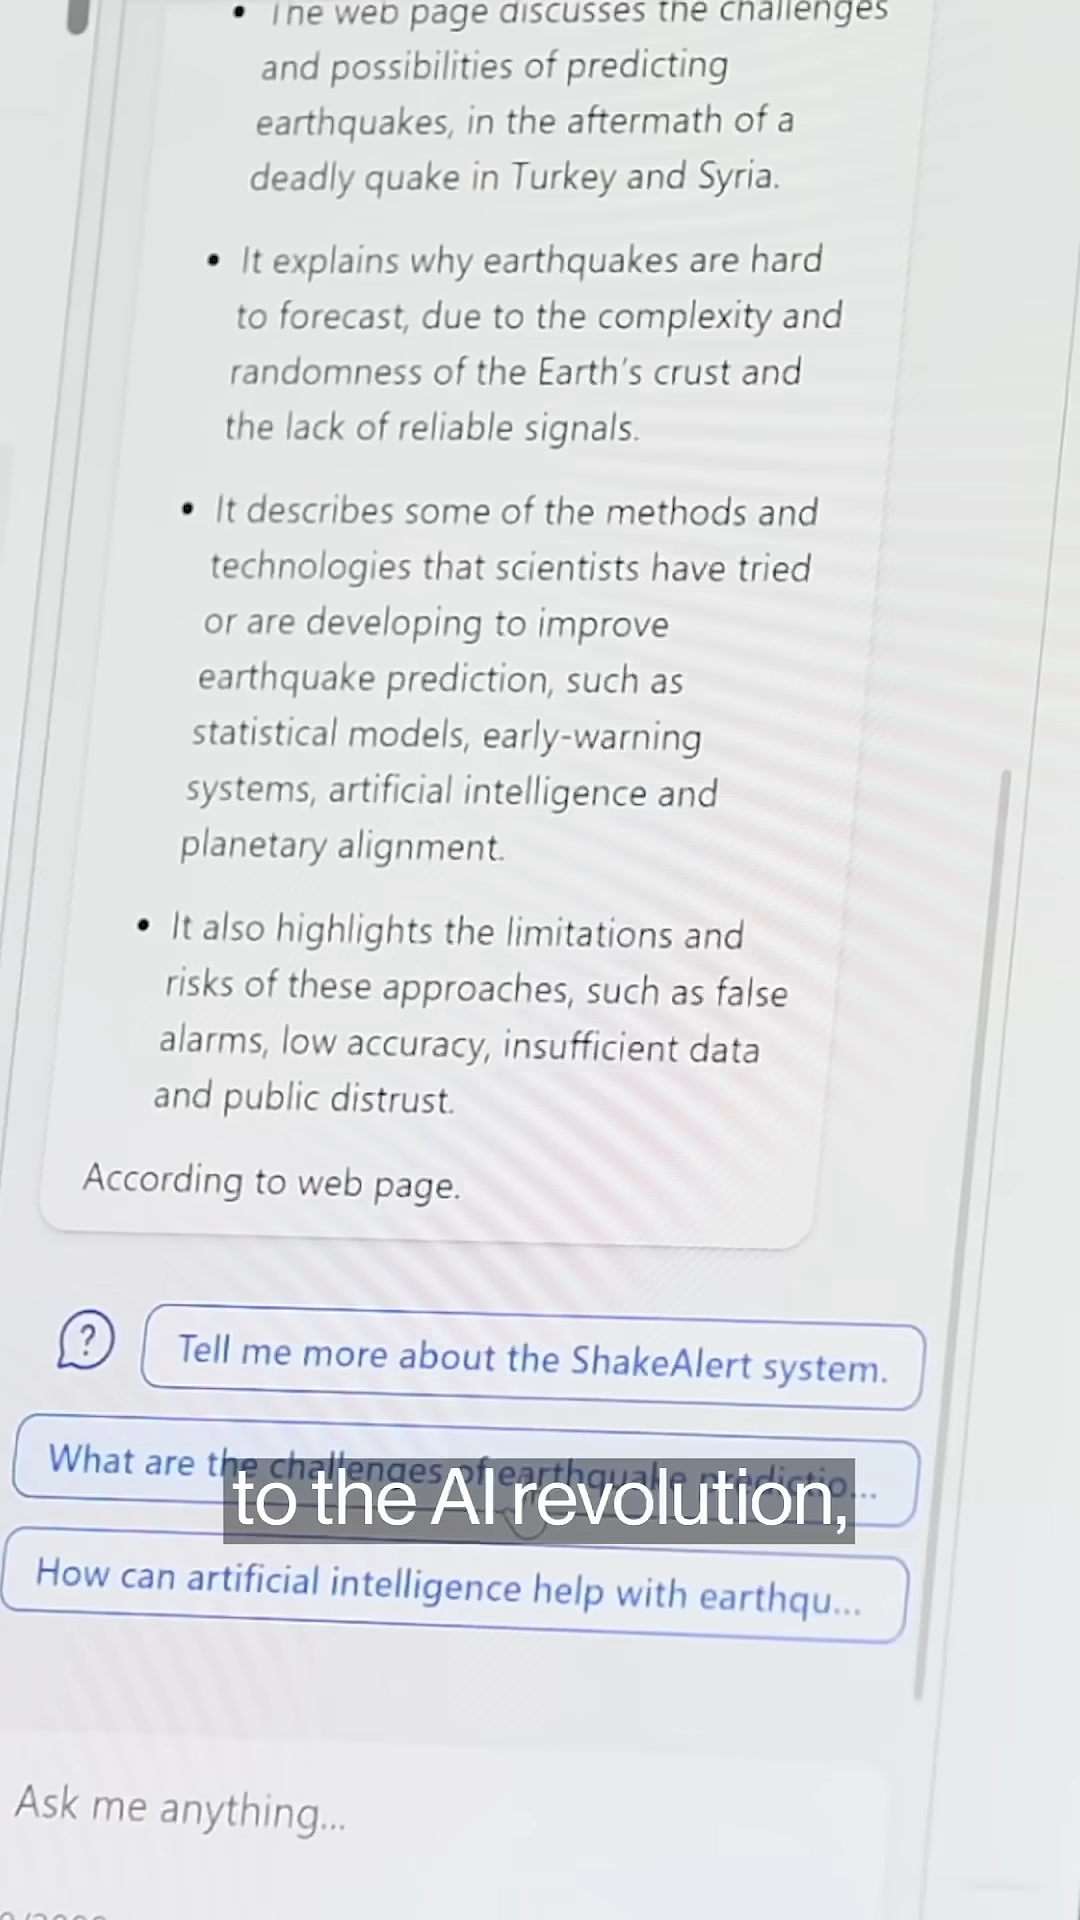 • The web page discusses the challenges
and possibilities of predicting
earthquakes, in the aftermath of a
deadly quake in Turkey and Syria.
• It explains why earthquakes are hard
to forecast, due to the complexity and
randomness of the Earth's crust and
the lack of reliable signals.
• It describes some of the methods and
technologies that scientists have tried
or are developing to improve
earthquake prediction, such as
statistical models, early-warning
systems, artificial intelligence and
planetary alignment.
• It also highlights the limitations and
risks of these approaches, such as false
alarms, low accuracy, insufficient data
and public distrust.
According to web page.
?
Tell me more about the ShakeAlert system.
What are the challenges of earthquake predictio...
to the AI revolution,
How can artificial intelligence help with earthqu...
Ask me anything...